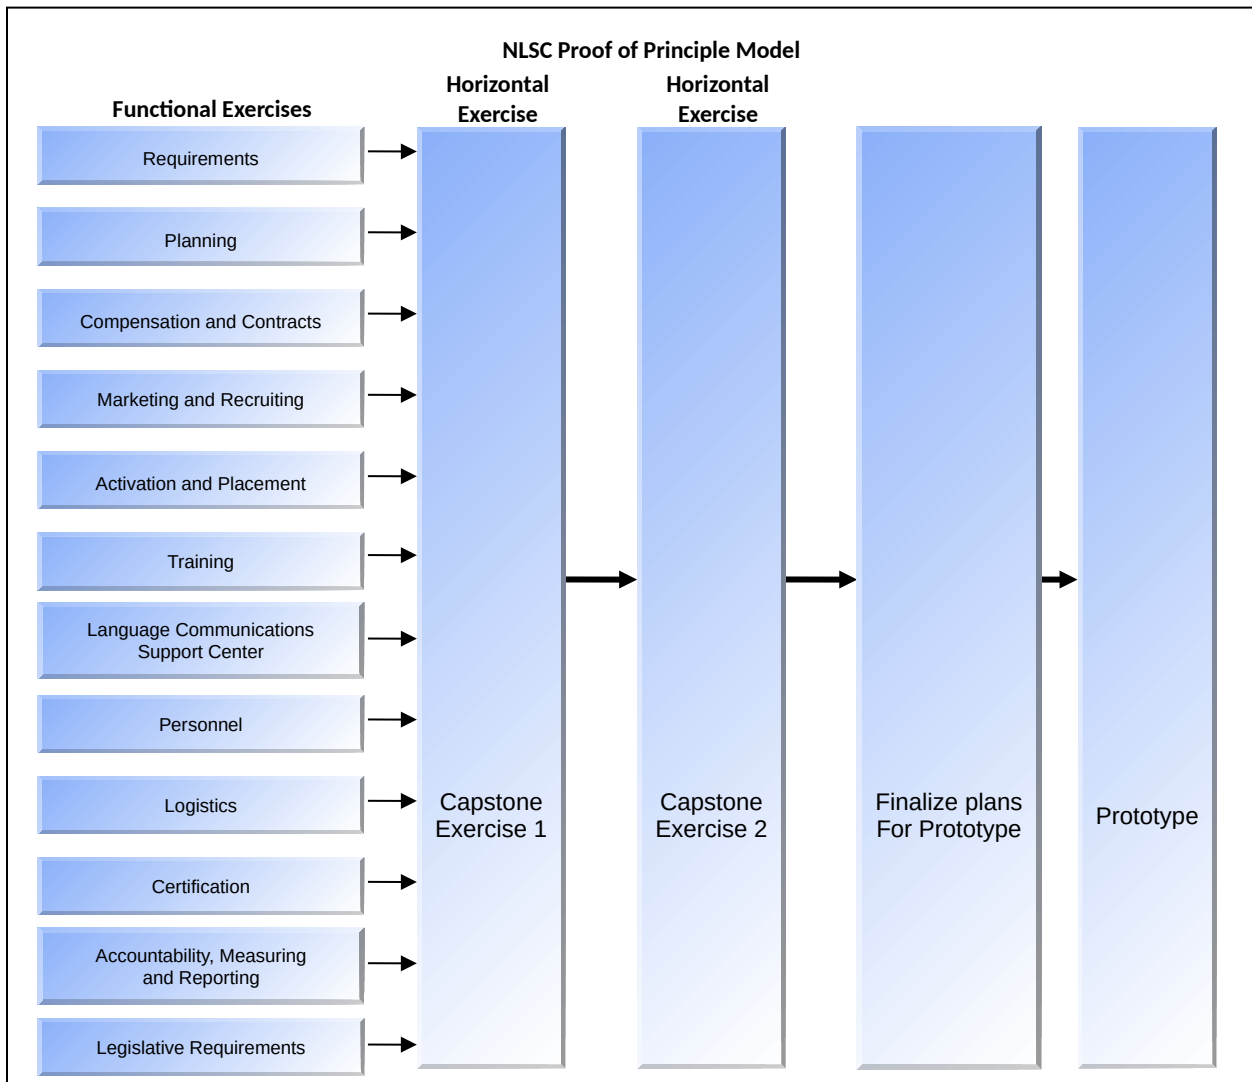 NLSC Proof of Principle Model
Horizontal
Exercise
Horizontal
Exercise
Functional Exercises
Requirements
Planning
Compensation and Contracts
Marketing and Recruiting
Activation and Placement
Training
Language Communications
Support Center
Personnel
Logistics
Certification
Accountability, Measuring
and Reporting
Legislative Requirements
Capstone
Exercise 1
Capstone
Exercise 2
Finalize plans
For Prototype
Prototype